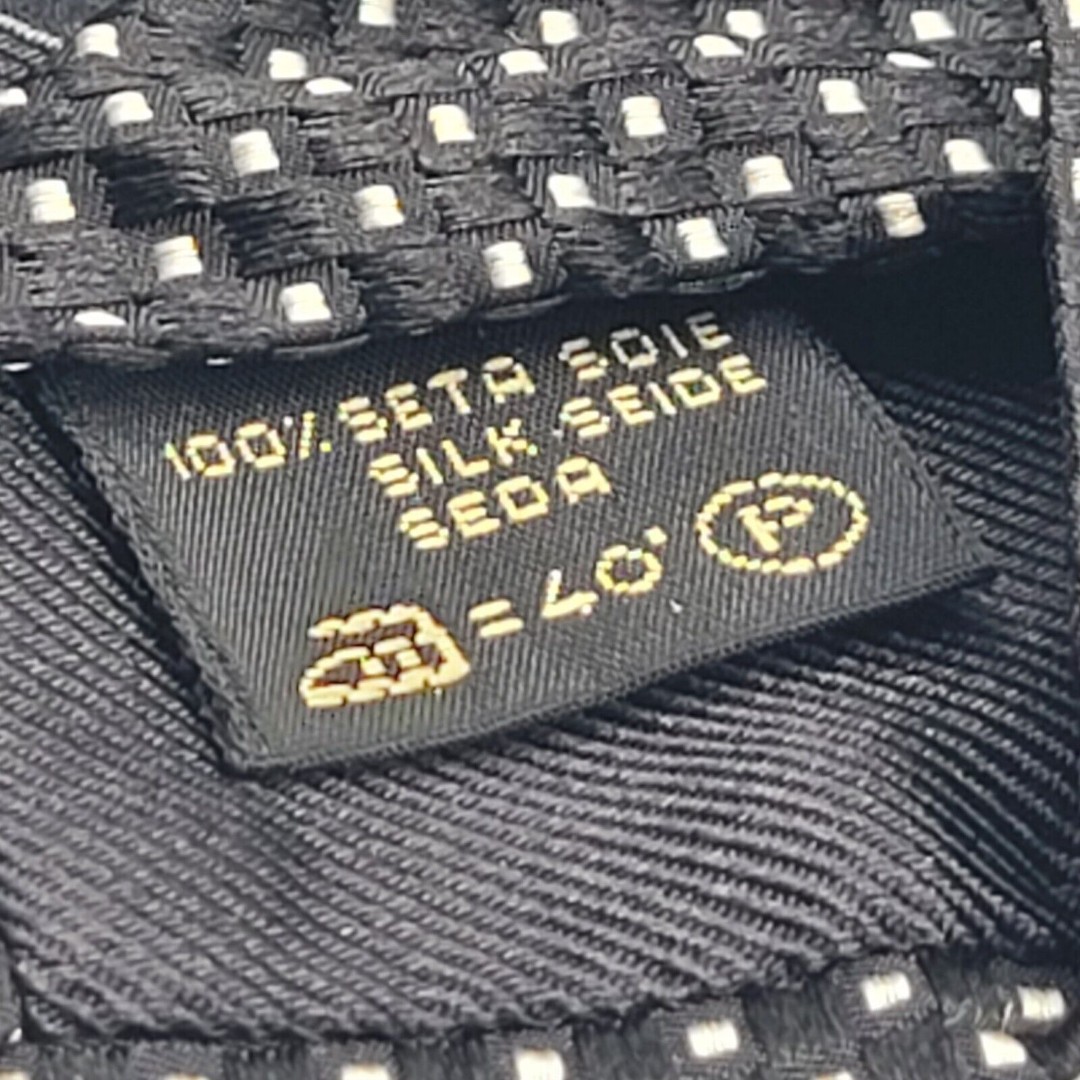 100% SETA SOIE
SILK SEIDE
SEDA
= 40° P